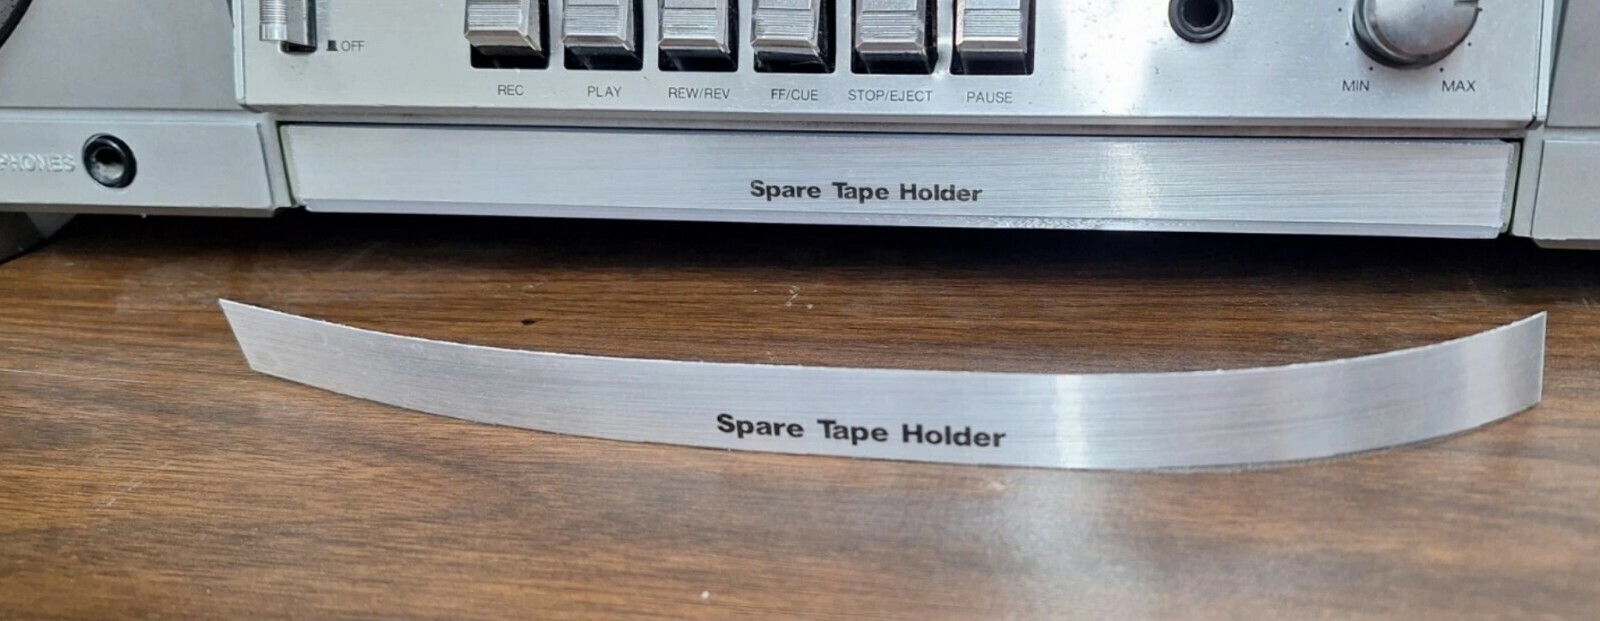 OFF
REC PLAY REW/REV FF/CUE STOP/EJECT PAUSE MIN MAX
PHONES
Spare Tape Holder
Spare Tape Holder